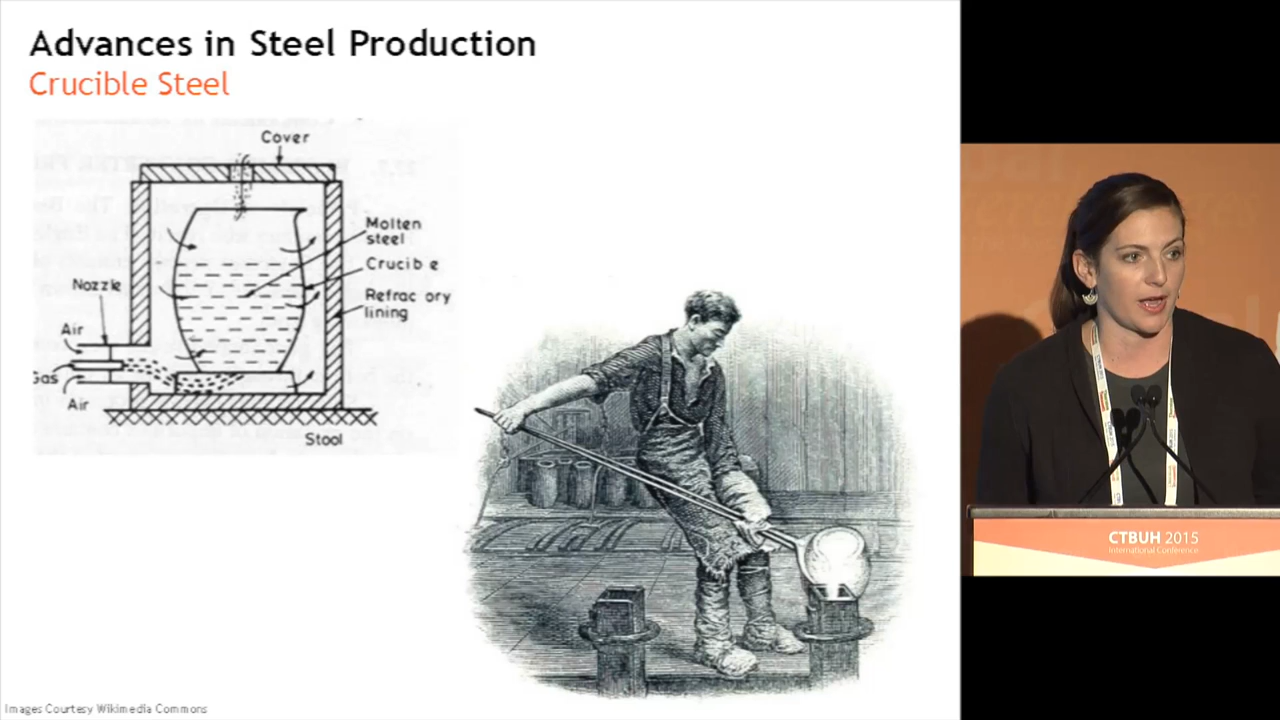 Advances in Steel Production
Crucible Steel
Cover
Molten
steel
Crucib e
Refrac ory
lining
Nozzle
Air
Gas
Air
Stool
CTBUH 2015
International Conference
Images Courtesy Wikimedia Commons